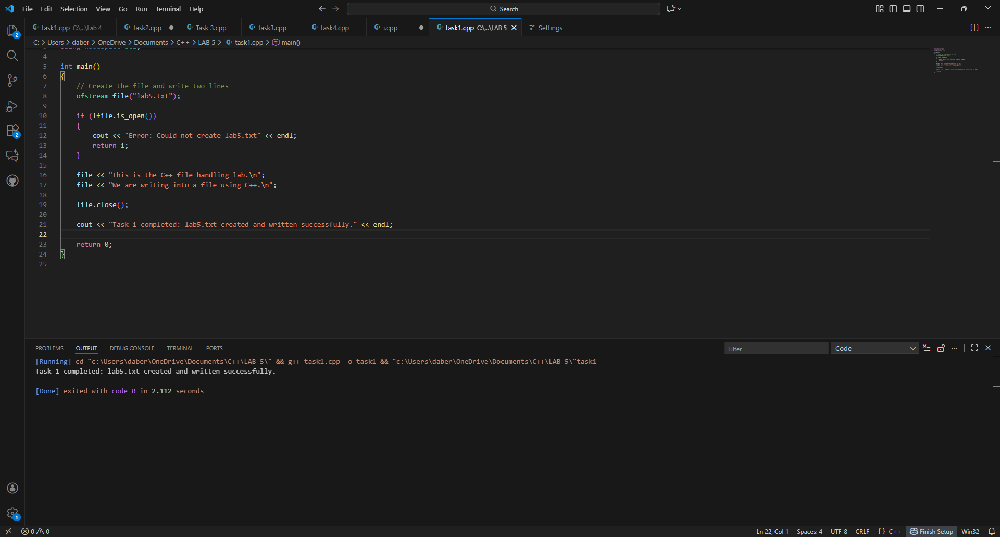 File Edit Selection View Go Run Terminal Help
Search
task1.cpp C:\...\Lab 4
task2.cpp
Task 3.cpp
task3.cpp
task4.cpp
i.cpp
task1.cpp C:\...\LAB 5
Settings
C: > Users > daber > OneDrive > Documents > C++ > LAB 5 > task1.cpp > main()
4
5 int main()
6 {
7 // Create the file and write two lines
8 ofstream file("lab5.txt");
9
10 if (!file.is_open())
11 {
12 cout << "Error: Could not create lab5.txt" << endl;
13 return 1;
14 }
15
16 file << "This is the C++ file handling lab.\n";
17 file << "We are writing into a file using C++.\n";
18
19 file.close();
20
21 cout << "Task 1 completed: lab5.txt created and written successfully." << endl;
22
23 return 0;
24 }
25
2
2
1
PROBLEMS OUTPUT DEBUG CONSOLE TERMINAL PORTS
Filter
Code
[Running] cd "c:\Users\daber\OneDrive\Documents\C++\LAB 5\" && g++ task1.cpp -o task1 && "c:\Users\daber\OneDrive\Documents\C++\LAB 5\"task1
Task 1 completed: lab5.txt created and written successfully.
[Done] exited with code=0 in 2.112 seconds
0 0
Ln 22, Col 1 Spaces: 4 UTF-8 CRLF {} C++ Finish Setup Win32